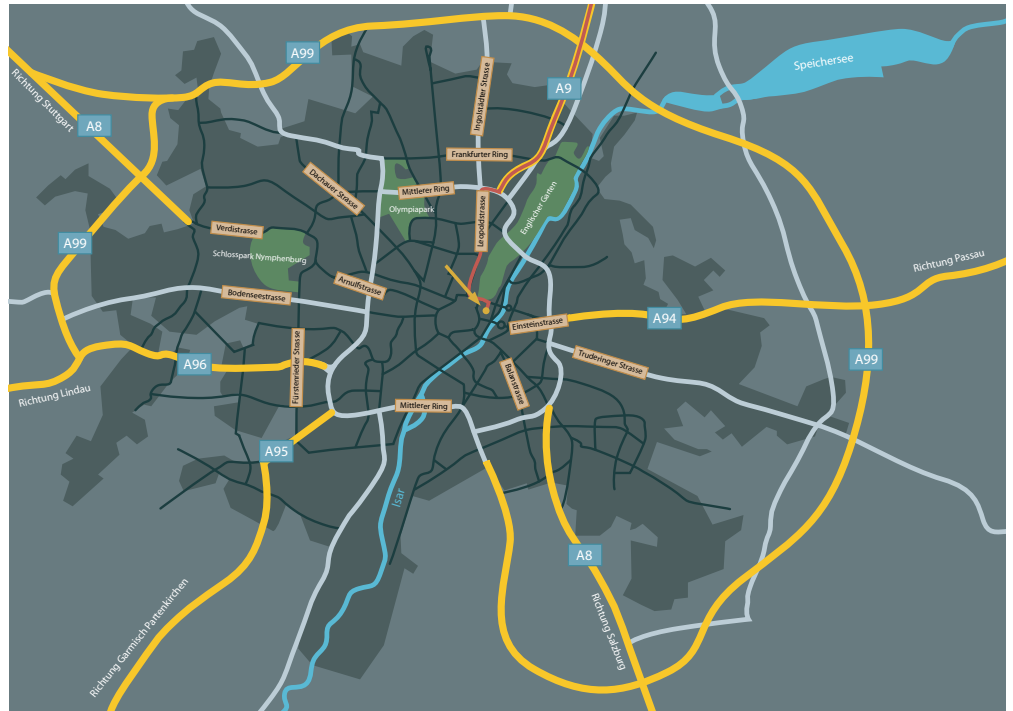 A99
A9
Speichersee
Richtung Stuttgart
A8
Ingolstädter Strasse
Frankfurter Ring
Dachauer Strasse
Mittlerer Ring
Olympiapark
Leopoldstrasse
Englischer Garten
Verdistrasse
A99
Schlosspark Nymphenburg
Richtung Passau
Arnulfstrasse
Bodenseestrasse
Einsteinstrasse
A94
Fürstenrieder Strasse
A96
Truderinger Strasse
A99
Balanstrasse
Richtung Lindau
Mittlerer Ring
A95
Isar
A8
Richtung Garmisch Partenkirchen
Richtung Salzburg